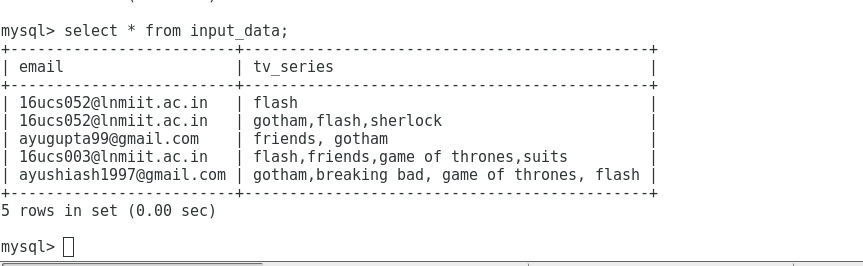 mysql> select * from input_data;
+-------------------------+---------------------------------------------+
| email                   | tv_series                                   |
+-------------------------+---------------------------------------------+
| 16ucs052@lnmiit.ac.in   | flash                                       |
| 16ucs052@lnmiit.ac.in   | gotham,flash,sherlock                       |
| ayugupta99@gmail.com    | friends, gotham                             |
| 16ucs003@lnmiit.ac.in   | flash,friends,game of thrones,suits         |
| ayushiash1997@gmail.com | gotham,breaking bad, game of thrones, flash |
+-------------------------+---------------------------------------------+
5 rows in set (0.00 sec)
mysql>